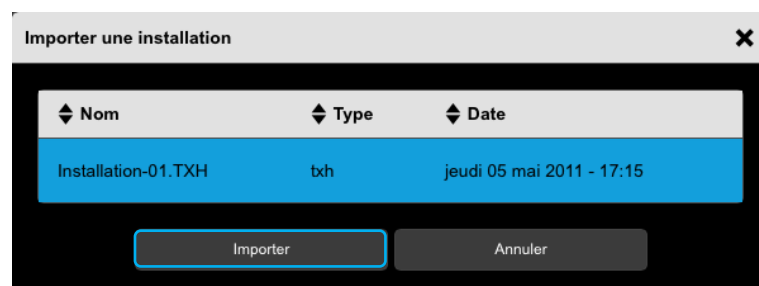 Importer une installation
Nom Type Date
Installation-01.TXH txh jeudi 05 mai 2011 - 17:15
Importer Annuler